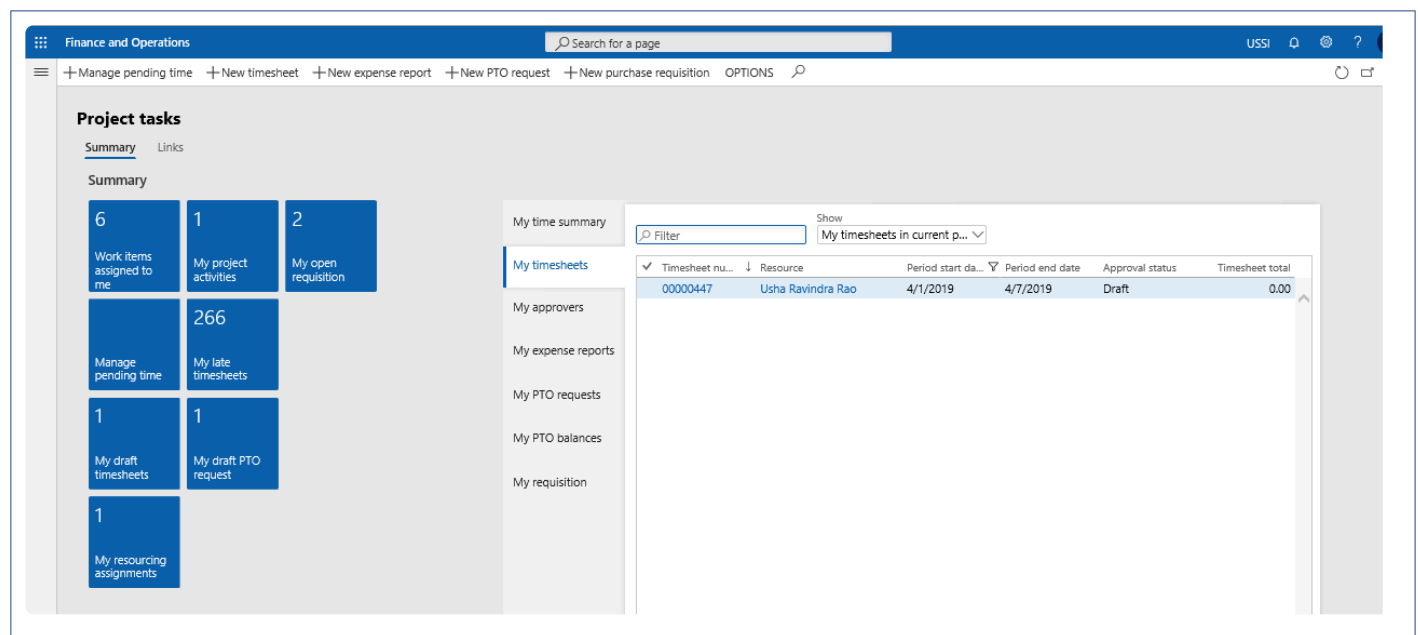 Finance and Operations
Search for a page
USSI
?
Manage pending time
New timesheet
New expense report
New PTO request
New purchase requisition
OPTIONS
Project tasks
Summary
Links
Summary
6
Work items
assigned to
me
1
My project
activities
2
My open
requisition
Manage
pending time
266
My late
timesheets
1
My draft
timesheets
1
My draft PTO
request
1
My resourcing
assignments
My time summary
My timesheets
My approvers
My expense reports
My PTO requests
My PTO balances
My requisition
Filter
Show
My timesheets in current p...
Timesheet nu... Resource Period start da... Period end date Approval status Timesheet total
00000447 Usha Ravindra Rao 4/1/2019 4/7/2019 Draft 0.00